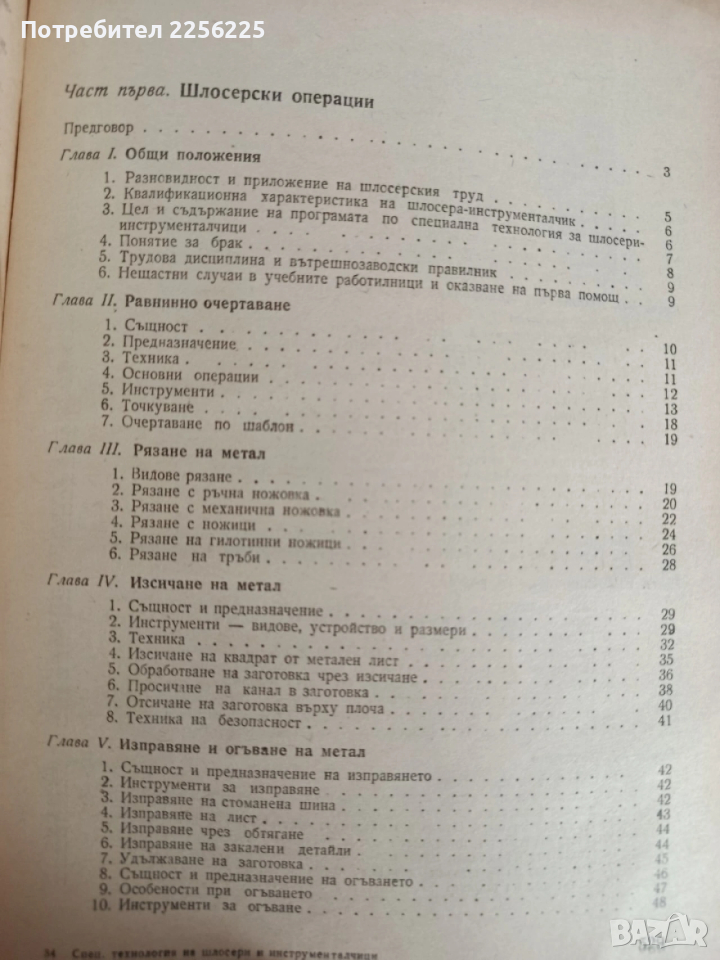 Потребител 2256225
Част първа. Шлосерски операции
Предговор 3
Глава I. Общи положения
1. Разновидност и приложение на шлосерския труд 5
2. Квалификационна характеристика на шлосера-инструменталчик 6
3. Цел и съдържание на програмата по специална технология за шлосери-
инструменталчици 6
4. Понятие за брак 7
5. Трудова дисциплина и вътрешнозаводски правилник 8
6. Нещастни случаи в учебните работилници и оказване на първа помощ 9
9
Глава II. Равнинно очертаване
1. Същност 10
2. Предназначение 11
3. Техника 11
4. Основни операции 12
5. Инструменти 13
6. Точкуване 18
7. Очертаване по шаблон 19
Глава III. Рязане на метал
1. Видове рязане 19
2. Рязане с ръчна ножовка 20
3. Рязане с механична ножовка 22
4. Рязане с ножици 24
5. Рязане на гилотинни ножици 26
6. Рязане на тръби 28
Глава IV. Изсичане на метал
1. Същност и предназначение 29
2. Инструменти — видове, устройство и размери 29
3. Техника 32
4. Изсичане на квадрат от метален лист 35
5. Обработване на заготовка чрез изсичане 36
6. Просичане на канал в заготовка 38
7. Отсичане на заготовка върху плоча 40
8. Техника на безопасност 41
Глава V. Изправяне и огъване на метал
1. Същност и предназначение на изправянето 42
2. Инструменти за изправяне 42
3. Изправяне на стоманена шина 42
4. Изправяне на лист 43
5. Изправяне чрез обтягане 44
6. Изправяне на закалени детайли 44
7. Удължаване на заготовка 45
8. Същност и предназначение на огъването 46
9. Особености при огъването 47
10. Инструменти за огъване 48
34 Спец. технология на шлосери и инструменталчици
bazar